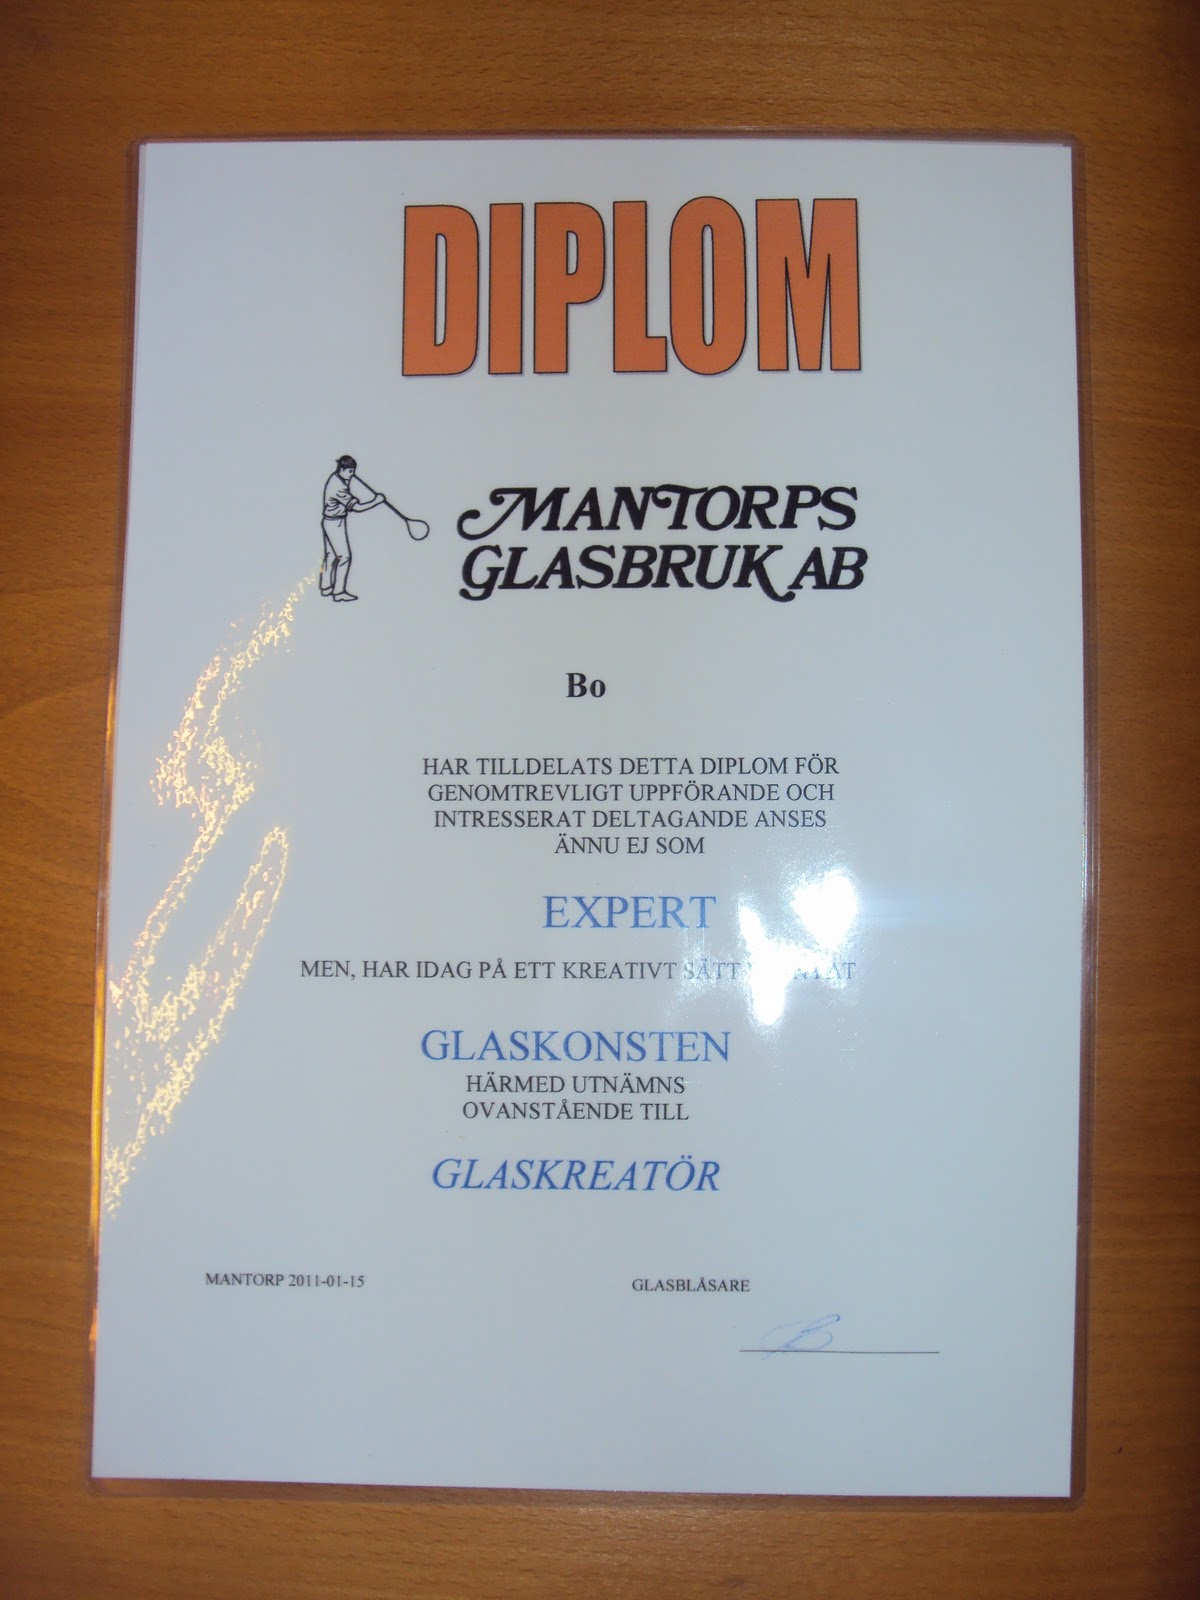 DIPLOM
MANTORPS
GLASBRUK AB
Bo
HAR TILLDELATS DETTA DIPLOM FÖR
GENOMTREVLIGT UPPFÖRANDE OCH
INTRESSERAT DELTAGANDE ANSES
ÄNNU EJ SOM
EXPERT
MEN, HAR IDAG PÅ ETT KREATIVT SÄTT
GLASKONSTEN
HÄRMED UTNÄMNS
OVANSTÅENDE TILL
GLASKREATÖR
MANTORP 2011-01-15
GLASBLÅSARE